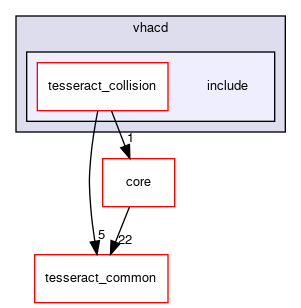 vhacd
tesseract_collision
include
1
core
5
22
tesseract_common